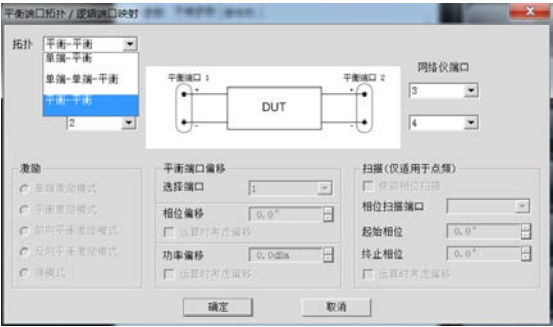 平衡端口拓扑 / 逻辑端口映射
拓扑
平衡-平衡
单端-平衡
单端-单端-平衡
平衡-平衡
2
平衡端口 1
平衡端口 2
+
+
-
-
DUT
网络仪端口
3
4
激励
单端激励模式
平衡激励模式
前向平衡激励模式
反向平衡激励模式
源模式
平衡端口偏移
选择端口
1
相位偏移
0.0°
运算时考虑偏移
功率偏移
0.0dBm
运算时考虑偏移
扫描(仅适用于点频)
使能相位扫描
相位扫描端口
起始相位
0.0°
终止相位
0.0°
运算时考虑偏移
确定
取消